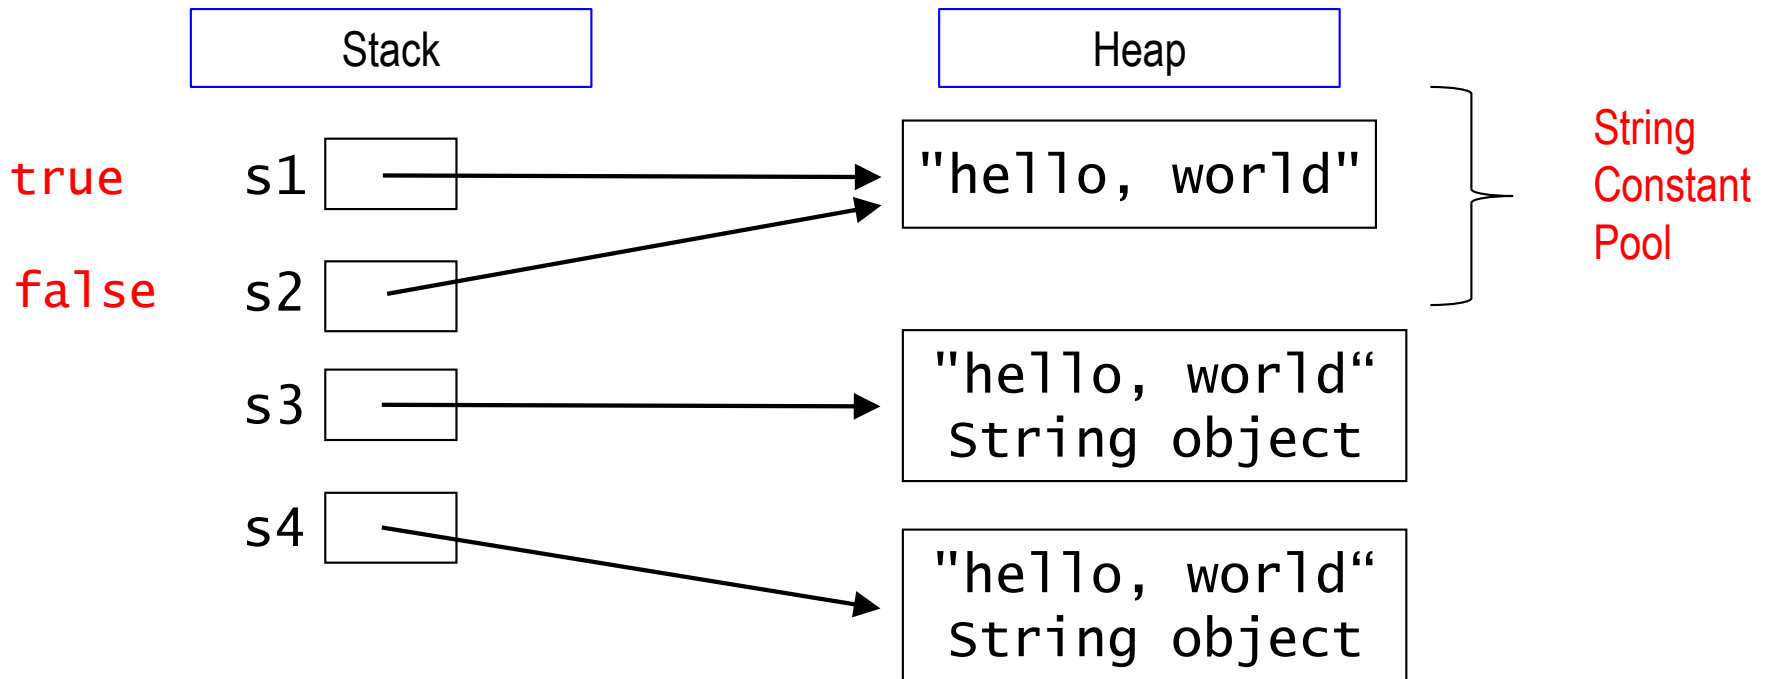 Stack
Heap
true
s1
"hello, world"
String
Constant
Pool
false
s2
s3
"hello, world“
String object
s4
"hello, world“
String object